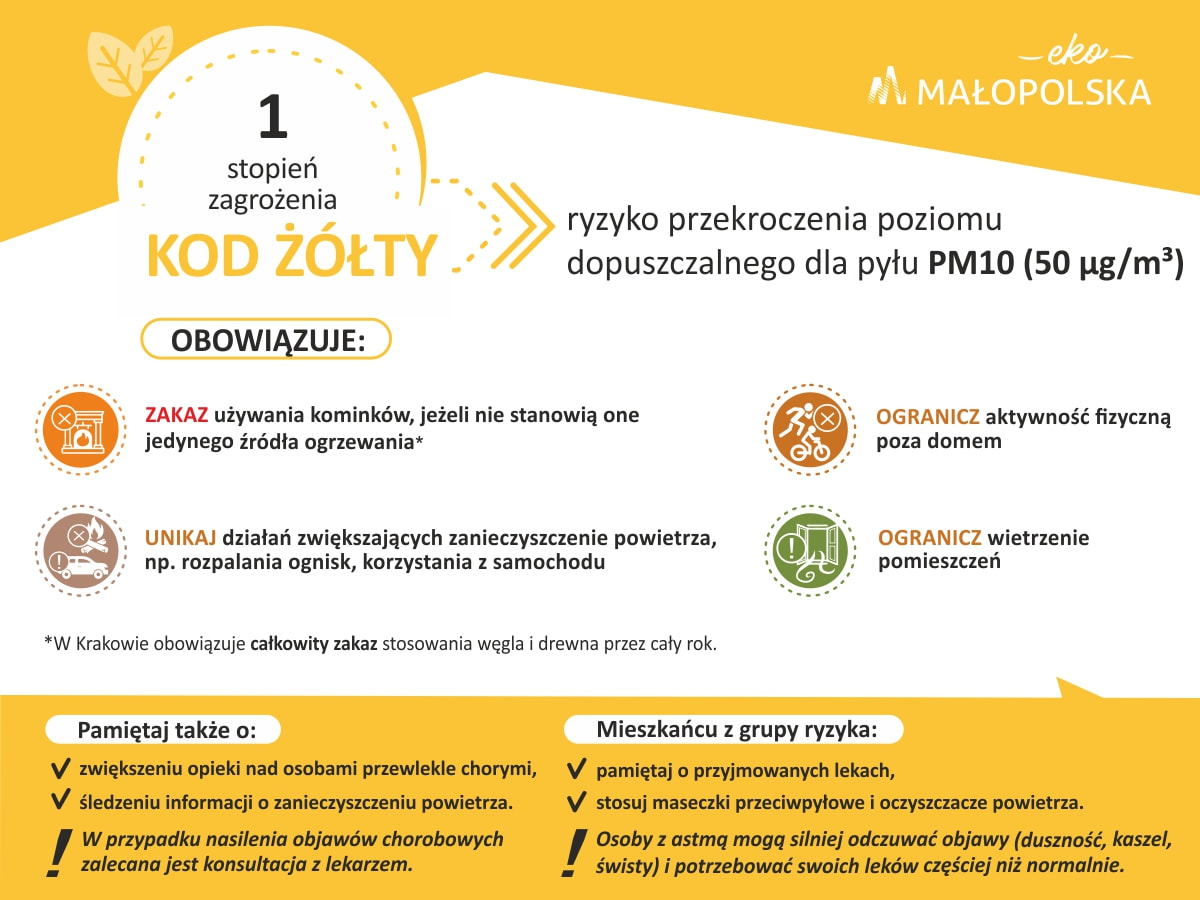 eko
MAŁOPOLSKA
1
stopień
zagrożenia
KOD ŻÓŁTY
ryzyko przekroczenia poziomu
dopuszczalnego dla pyłu PM10 (50 µg/m³)
OBOWIĄZUJE:
ZAKAZ używania kominków, jeżeli nie stanowią one
jedynego źródła ogrzewania*
OGRANICZ aktywność fizyczną
poza domem
UNIKAJ działań zwiększających zanieczyszczenie powietrza,
np. rozpalania ognisk, korzystania z samochodu
OGRANICZ wietrzenie
pomieszczeń
*W Krakowie obowiązuje całkowity zakaz stosowania węgla i drewna przez cały rok.
Pamiętaj także o:
zwiększeniu opieki nad osobami przewlekle chorymi,
śledzeniu informacji o zanieczyszczeniu powietrza.
! W przypadku nasilenia objawów chorobowych
zalecana jest konsultacja z lekarzem.
Mieszkańcu z grupy ryzyka:
pamiętaj o przyjmowanych lekach,
stosuj maseczki przeciwpyłowe i oczyszczacze powietrza.
! Osoby z astmą mogą silniej odczuwać objawy (duszność, kaszel,
świsty) i potrzebować swoich leków częściej niż normalnie.